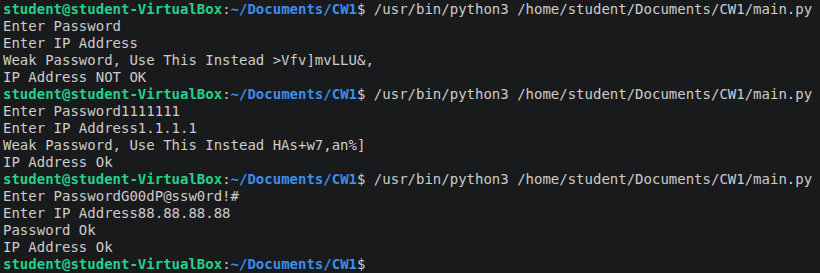 student@student-VirtualBox:~/Documents/CW1$ /usr/bin/python3 /home/student/Documents/CW1/main.py
Enter Password
Enter IP Address
Weak Password, Use This Instead >Vfv]mvLLU&,
IP Address NOT OK
student@student-VirtualBox:~/Documents/CW1$ /usr/bin/python3 /home/student/Documents/CW1/main.py
Enter Password1111111
Enter IP Address1.1.1.1
Weak Password, Use This Instead HAs+w7,an%]
IP Address Ok
student@student-VirtualBox:~/Documents/CW1$ /usr/bin/python3 /home/student/Documents/CW1/main.py
Enter PasswordG00dP@ssw0rd!#
Enter IP Address88.88.88.88
Password Ok
IP Address Ok
student@student-VirtualBox:~/Documents/CW1$